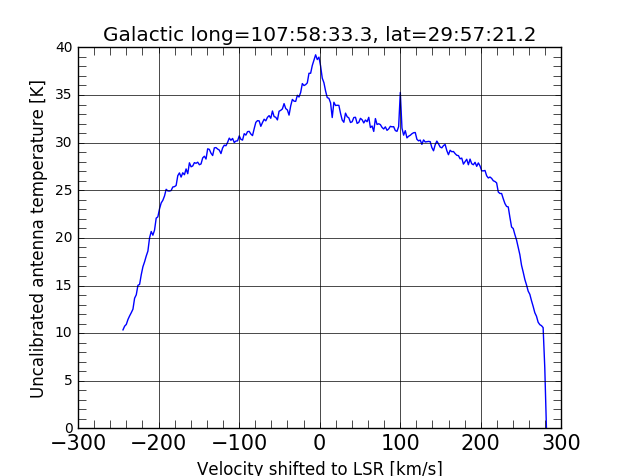 Galactic long=107:58:33.3, lat=29:57:21.2
40
35
30
25
20
15
10
5
0
Uncalibrated antenna temperature [K]
−300 −200 −100 0 100 200 300
Velocity shifted to LSR [km/s]